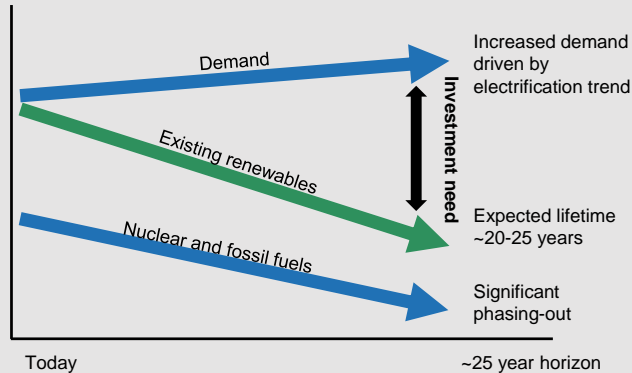 Demand
Increased demand
driven by
electrification trend
Investment need
Existing renewables
Expected lifetime
~20-25 years
Nuclear and fossil fuels
Significant
phasing-out
Today
~25 year horizon